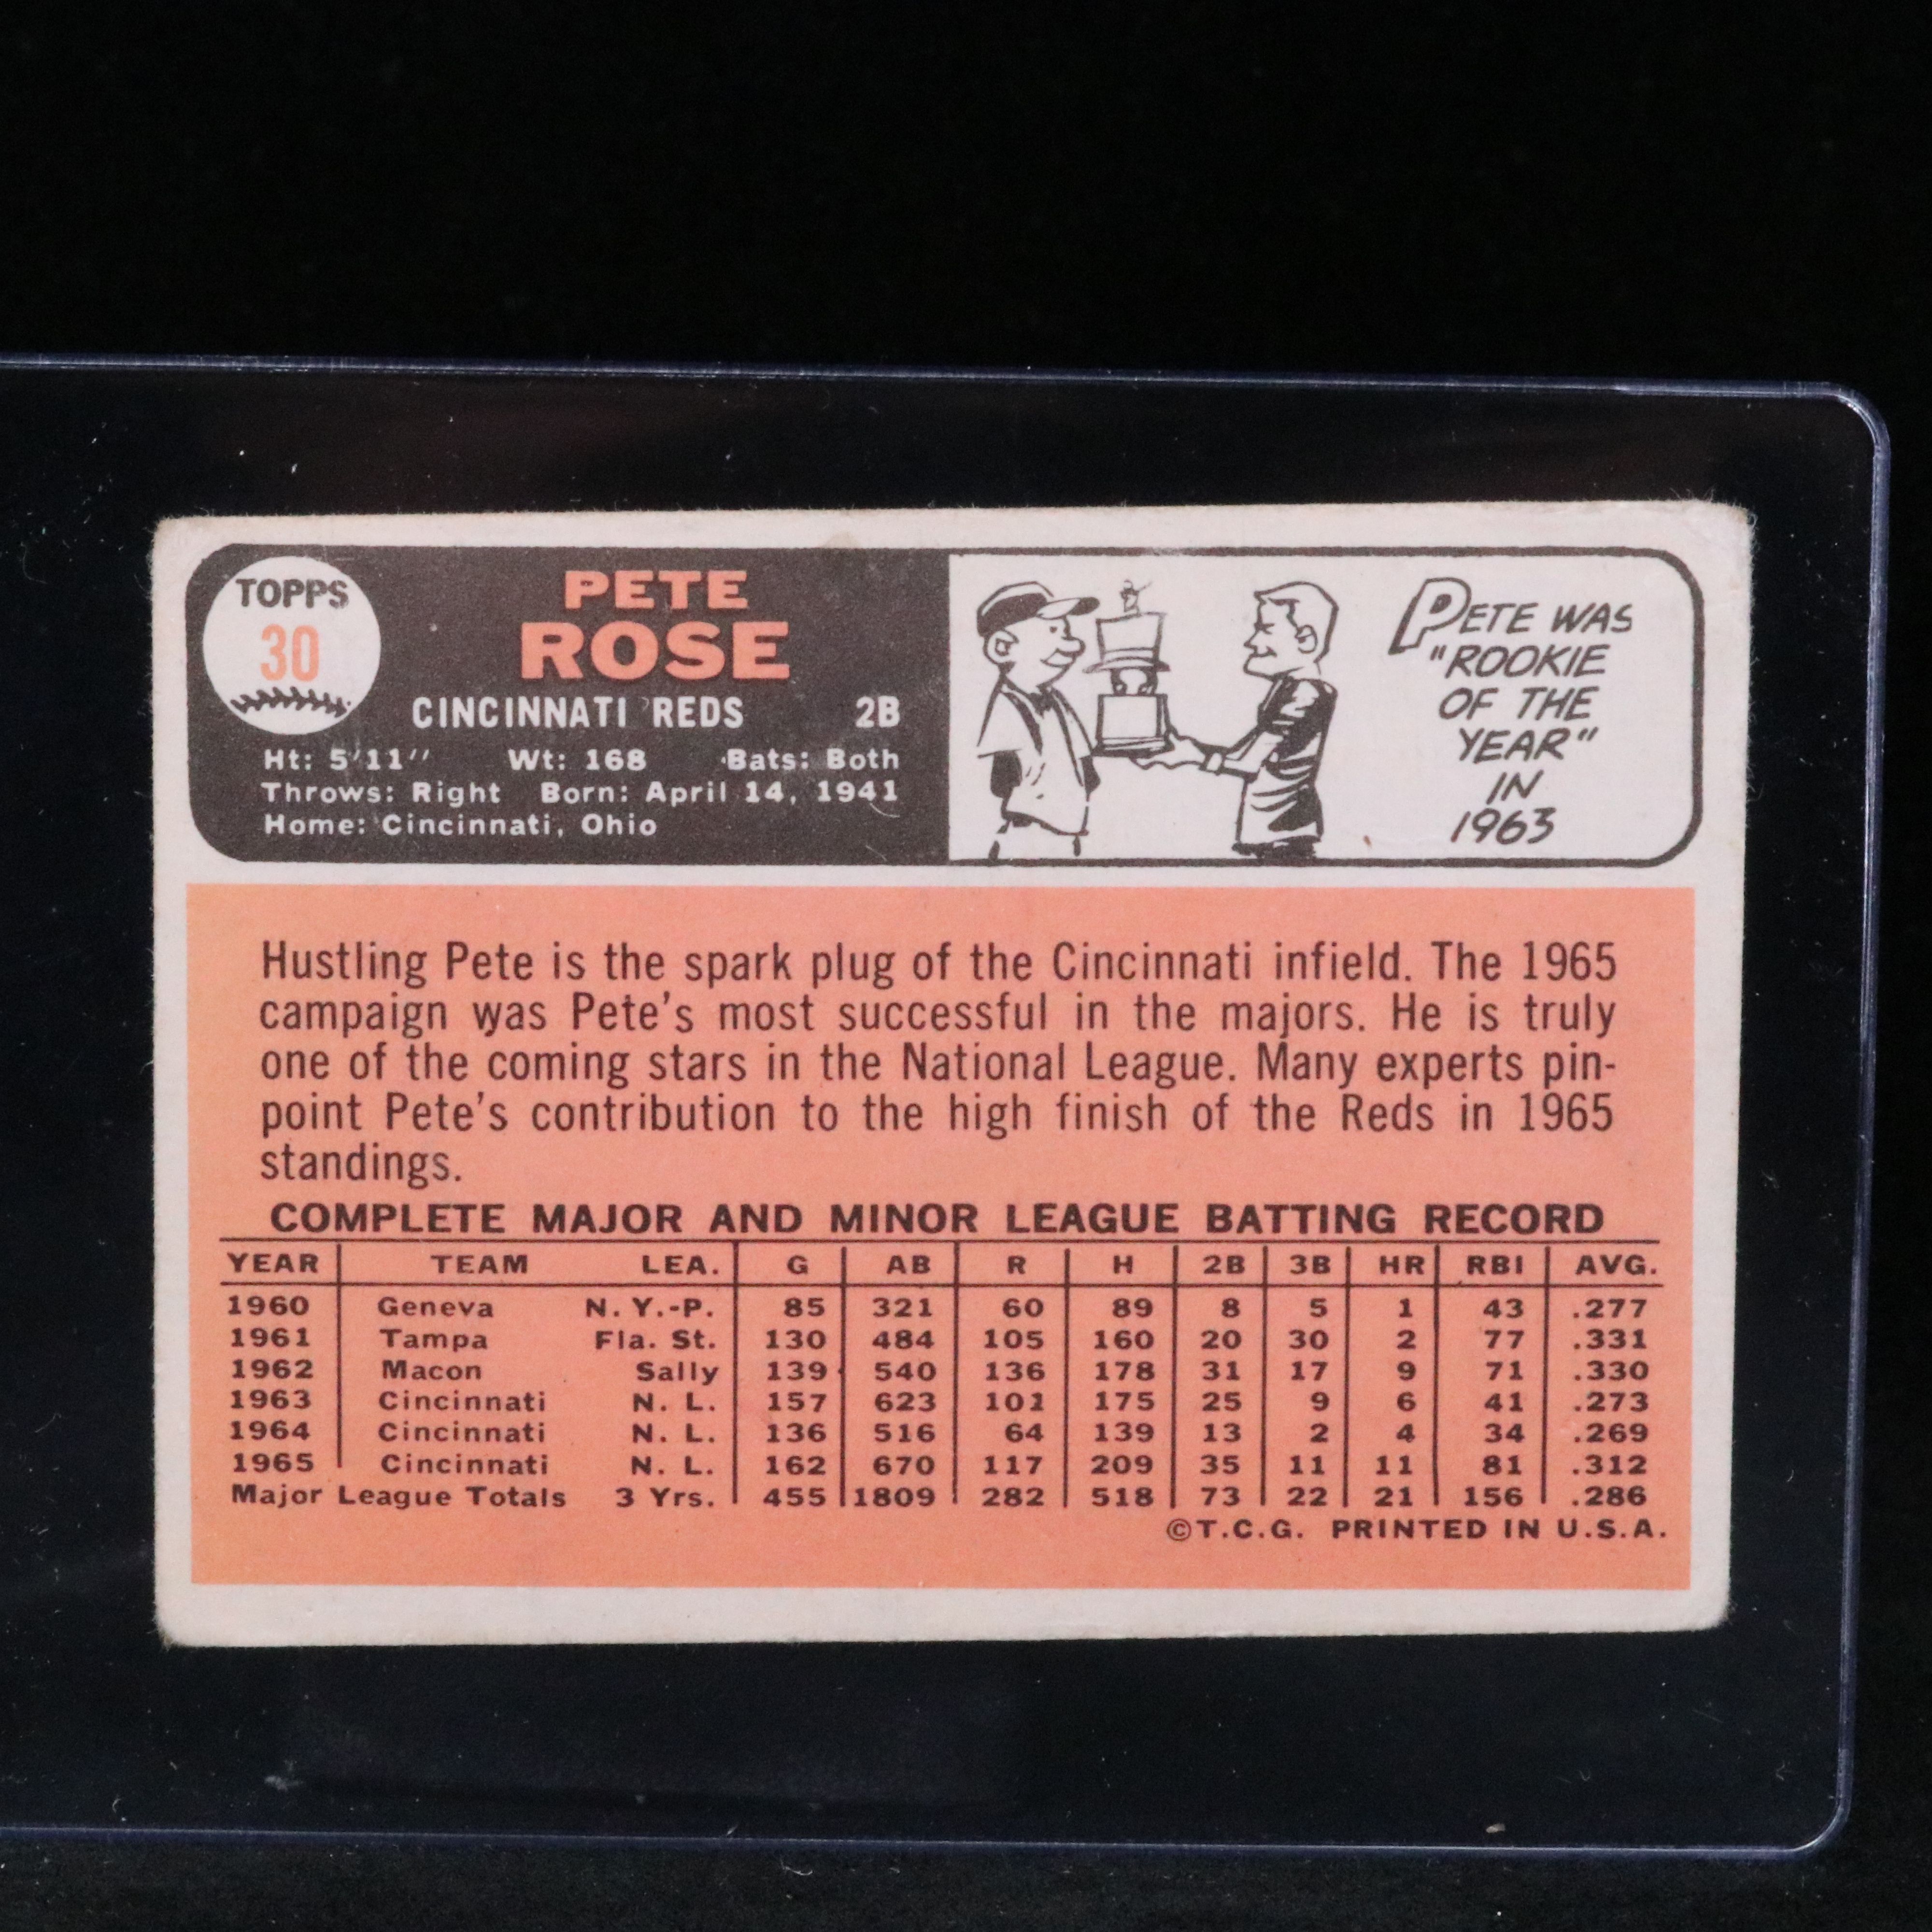 TOPPS
30
PETE
ROSE
CINCINNATI REDS 2B
Ht: 5'11" Wt: 168 Bats: Both
Throws: Right Born: April 14, 1941
Home: Cincinnati, Ohio
PETE WAS
"ROOKIE
OF THE
YEAR"
IN
1963
Hustling Pete is the spark plug of the Cincinnati infield. The 1965
campaign was Pete's most successful in the majors. He is truly
one of the coming stars in the National League. Many experts pin-
point Pete's contribution to the high finish of the Reds in 1965
standings.
COMPLETE MAJOR AND MINOR LEAGUE BATTING RECORD
YEAR TEAM LEA. G AB R H 2B 3B HR RBI AVG.
1960 Geneva N. Y.-P. 85 321 60 89 8 5 1 43 .277
1961 Tampa Fla. St. 130 484 105 160 20 30 2 77 .331
1962 Macon Sally 139 540 136 178 31 17 9 71 .330
1963 Cincinnati N. L. 157 623 101 175 25 9 6 41 .273
1964 Cincinnati N. L. 136 516 64 139 13 2 4 34 .269
1965 Cincinnati N. L. 162 670 117 209 35 11 11 81 .312
Major League Totals 3 Yrs. 455 1809 282 518 73 22 21 156 .286
©T.C.G. PRINTED IN U.S.A.